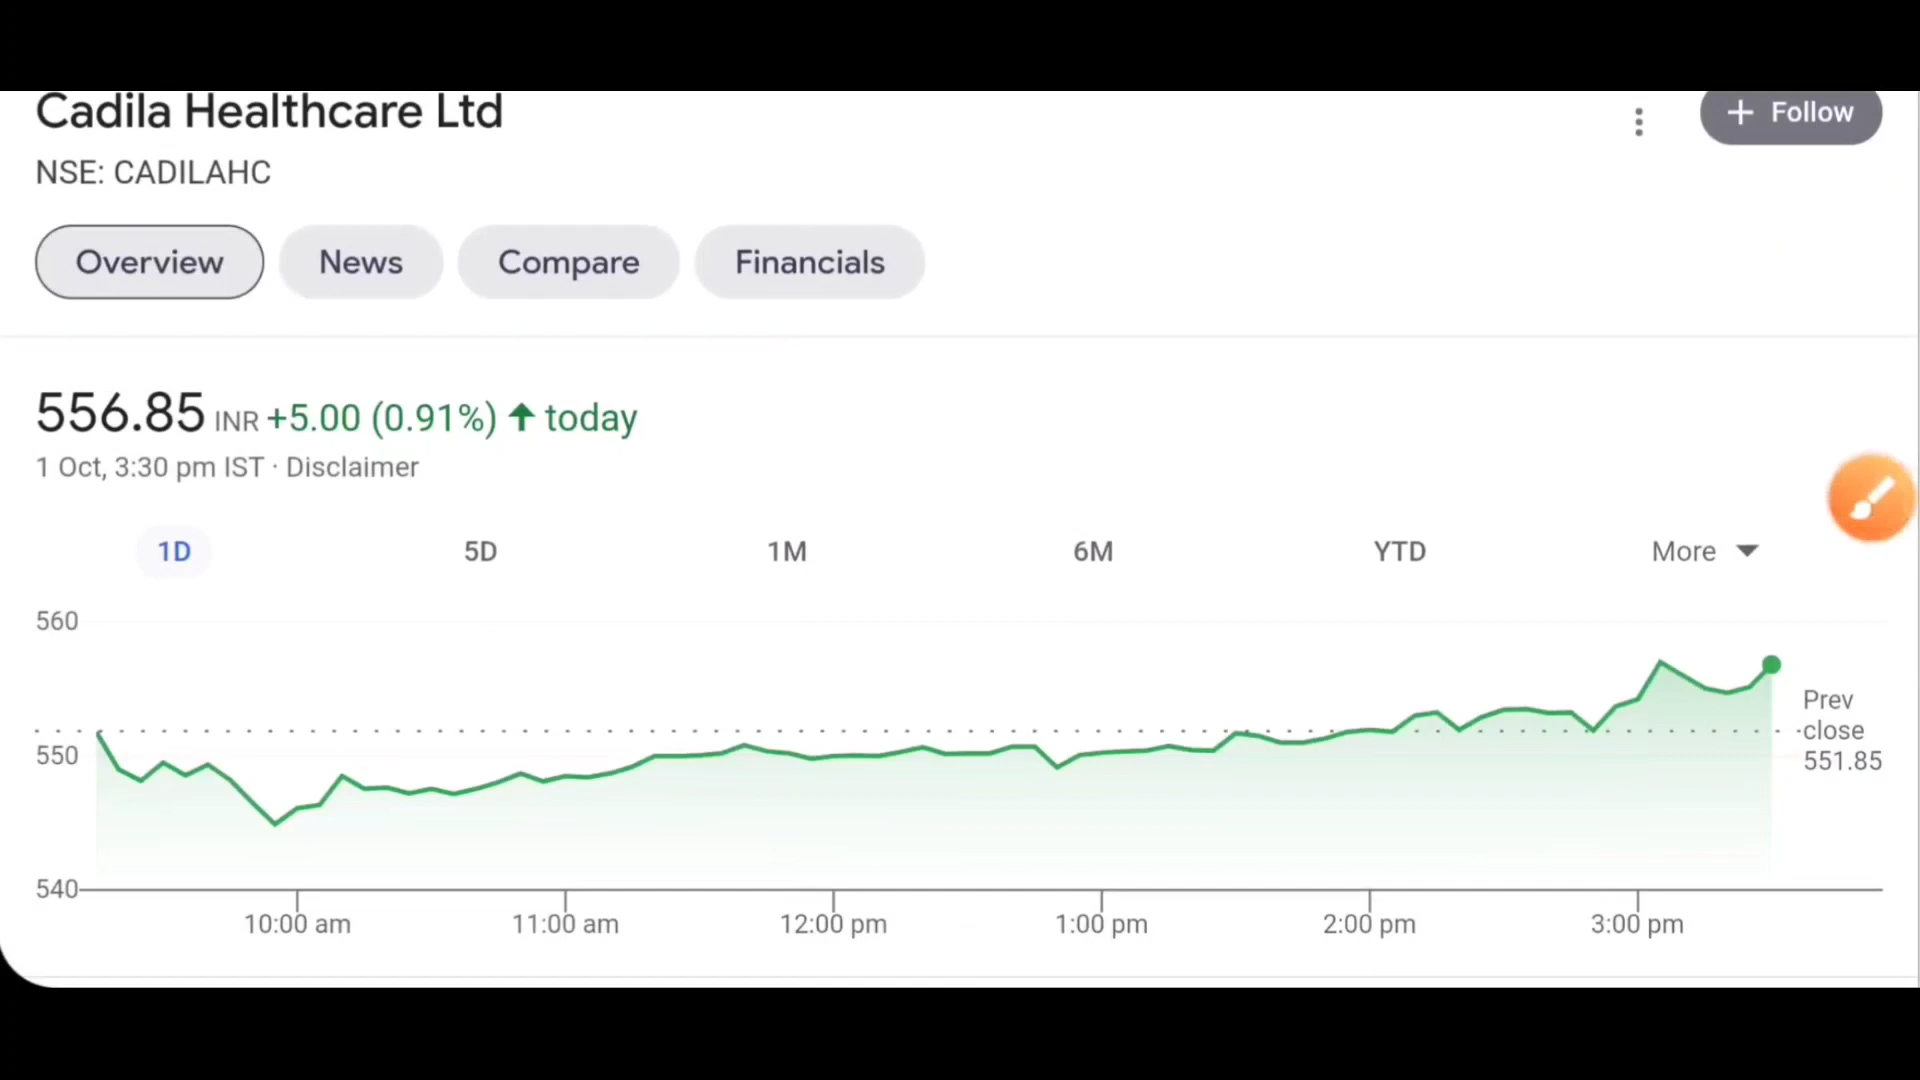 Cadila Healthcare Ltd
+ Follow
NSE: CADILAHC
Overview
News
Compare
Financials
556.85 INR +5.00 (0.91%) ↑ today
1 Oct, 3:30 pm IST · Disclaimer
1D
5D
1M
6M
YTD
More
560
550
540
Prev
close
551.85
10:00 am
11:00 am
12:00 pm
1:00 pm
2:00 pm
3:00 pm